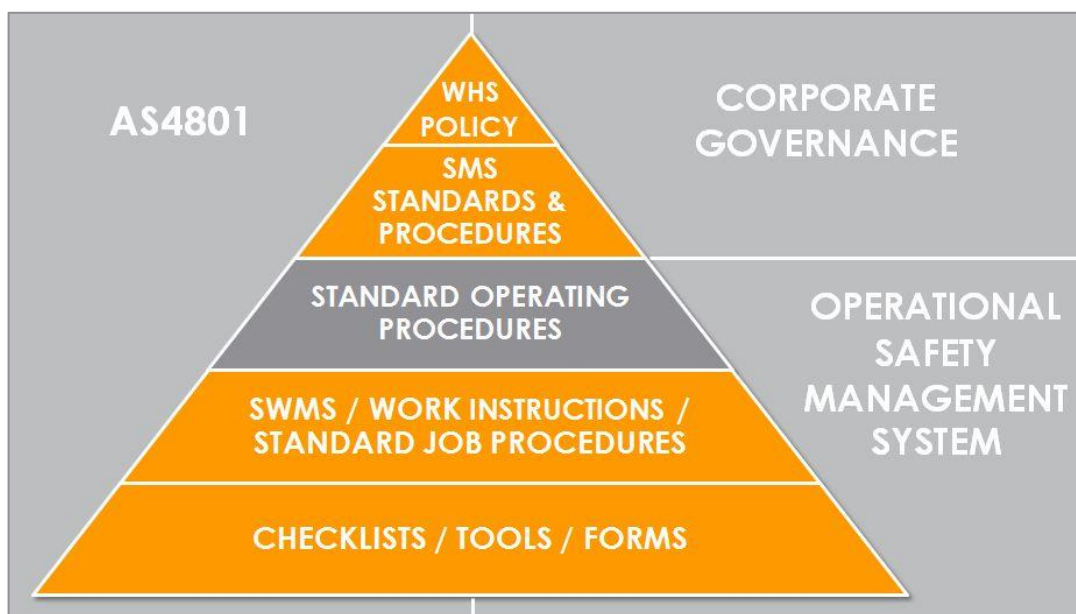 AS4801
WHS
POLICY
SMS
STANDARDS &
PROCEDURES
STANDARD OPERATING
PROCEDURES
SWMS / WORK INSTRUCTIONS /
STANDARD JOB PROCEDURES
CHECKLISTS / TOOLS / FORMS
CORPORATE
GOVERNANCE
OPERATIONAL
SAFETY
MANAGEMENT
SYSTEM